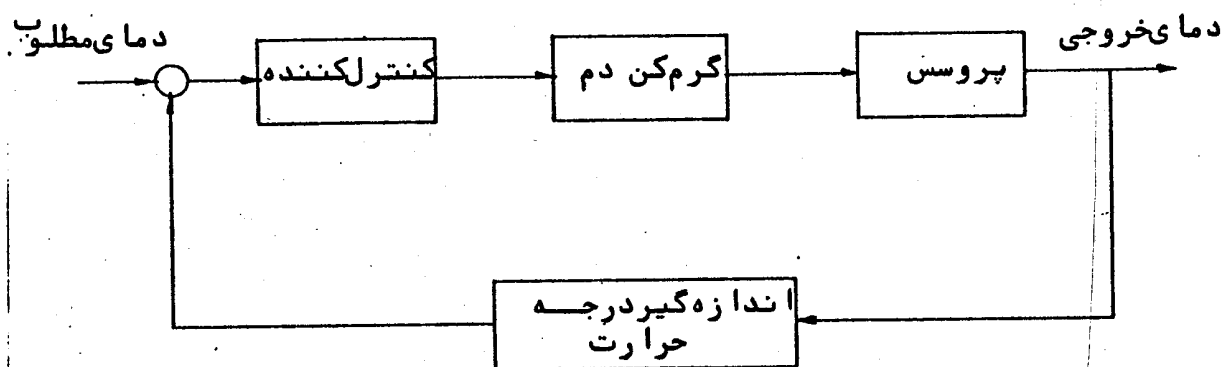 دمای مطلوب
کنترل کننده
گرم کن دم
پروسس
دمای خروجی
اندازه گیر درجه
حرارت